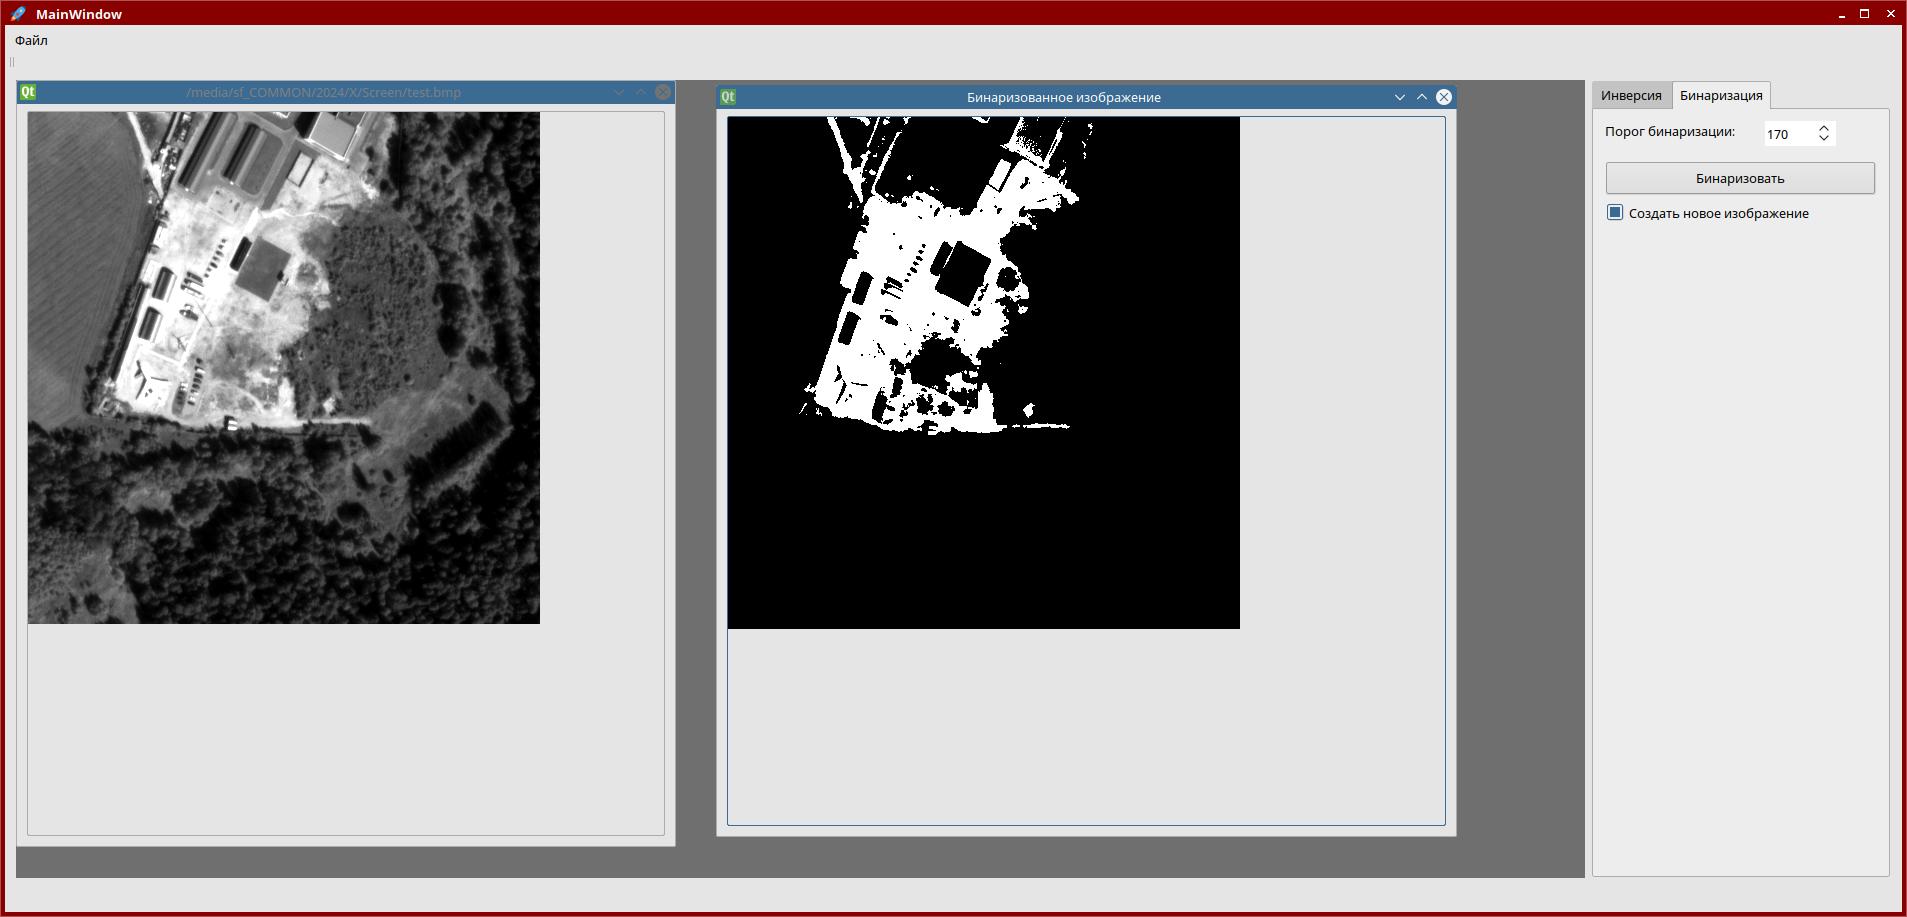 MainWindow
Файл
Qt
/media/sf_COMMON/2024/X/Screen/test.bmp
Qt
Бинаризованное изображение
Инверсия
Бинаризация
Порог бинаризации:
170
Бинаризовать
Создать новое изображение